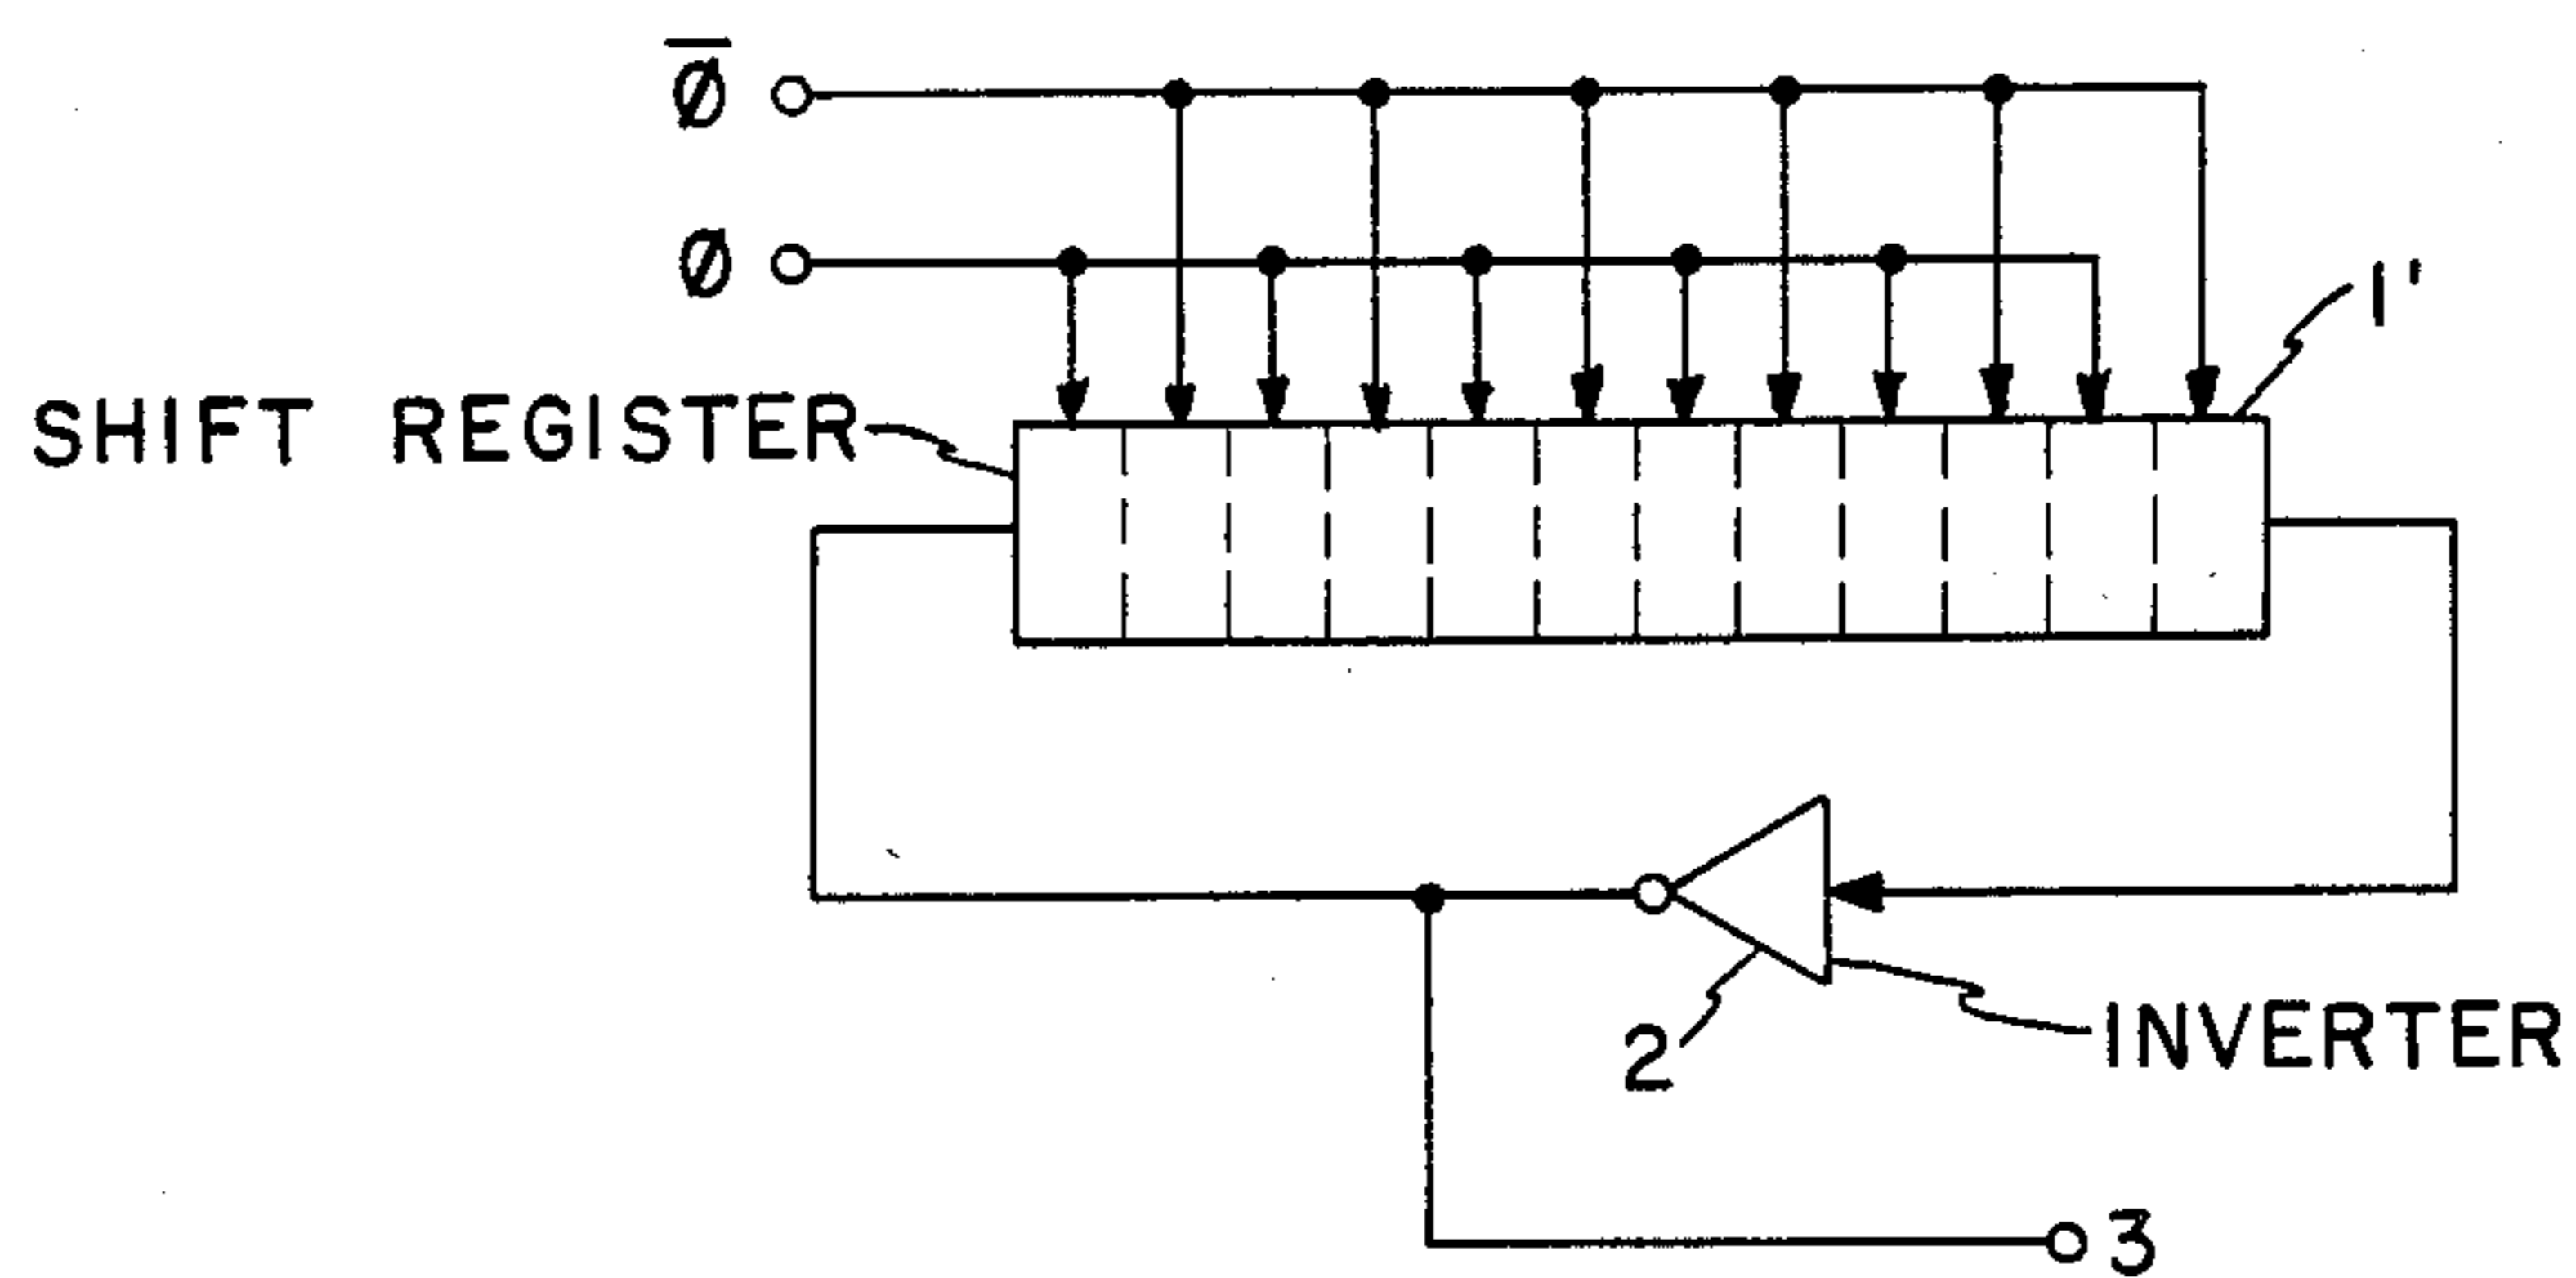 Ø̅
Ø
1'
SHIFT REGISTER
2
INVERTER
3